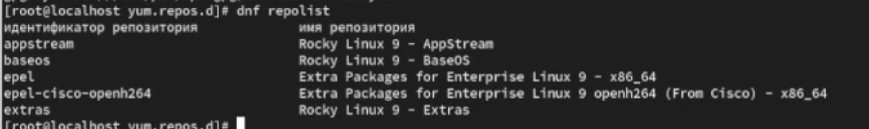 [root@localhost yum.repos.d]# dnf repolist
идентификатор репозитория имя репозитория
appstream Rocky Linux 9 - AppStream
baseos Rocky Linux 9 - BaseOS
epel Extra Packages for Enterprise Linux 9 - x86_64
epel-cisco-openh264 Extra Packages for Enterprise Linux 9 openh264 (From Cisco) - x86_64
extras Rocky Linux 9 - Extras
[root@localhost yum.repos.d]#